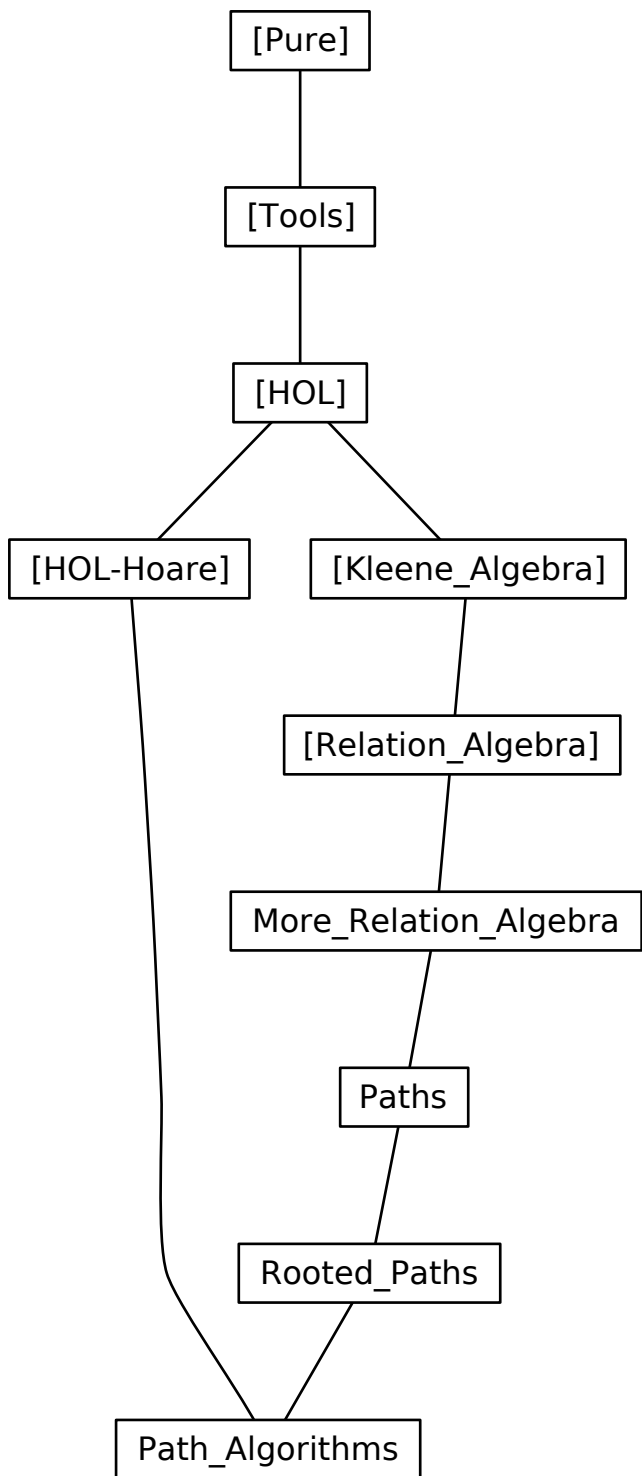 [Pure]
[Tools]
[HOL]
[HOL-Hoare]
[Kleene_Algebra]
[Relation_Algebra]
More_Relation_Algebra
Paths
Rooted_Paths
Path_Algorithms